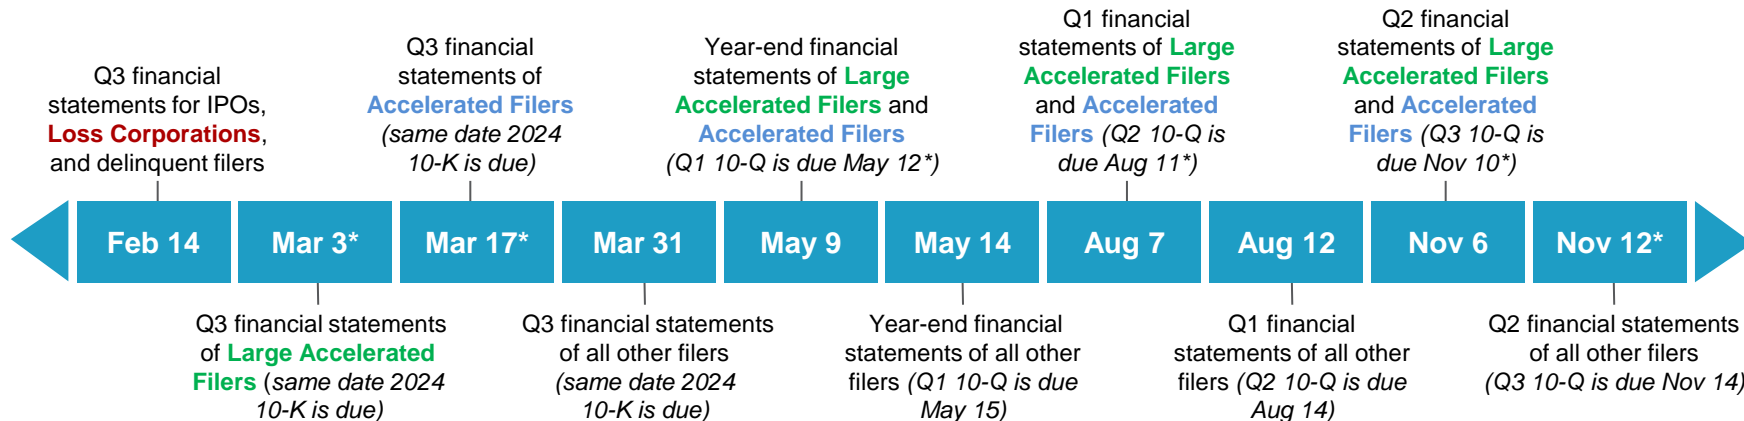 Q3 financial
statements for IPOs,
Loss Corporations,
and delinquent filers
Q3 financial
statements of
Accelerated Filers
(same date 2024
10-K is due)
Year-end financial
statements of Large
Accelerated Filers and
Accelerated Filers
(Q1 10-Q is due May 12*)
Q1 financial
statements of Large
Accelerated Filers
and Accelerated
Filers (Q2 10-Q is
due Aug 11*)
Q2 financial
statements of Large
Accelerated Filers
and Accelerated
Filers (Q3 10-Q is
due Nov 10*)
Feb 14
Mar 3*
Mar 17*
Mar 31
May 9
May 14
Aug 7
Aug 12
Nov 6
Nov 12*
Q3 financial statements
of Large Accelerated
Filers (same date 2024
10-K is due)
Q3 financial statements
of all other filers
(same date 2024
10-K is due)
Year-end financial
statements of all other
filers (Q1 10-Q is due
May 15)
Q1 financial
statements of all other
filers (Q2 10-Q is due
Aug 14)
Q2 financial statements
of all other filers
(Q3 10-Q is due Nov 14)